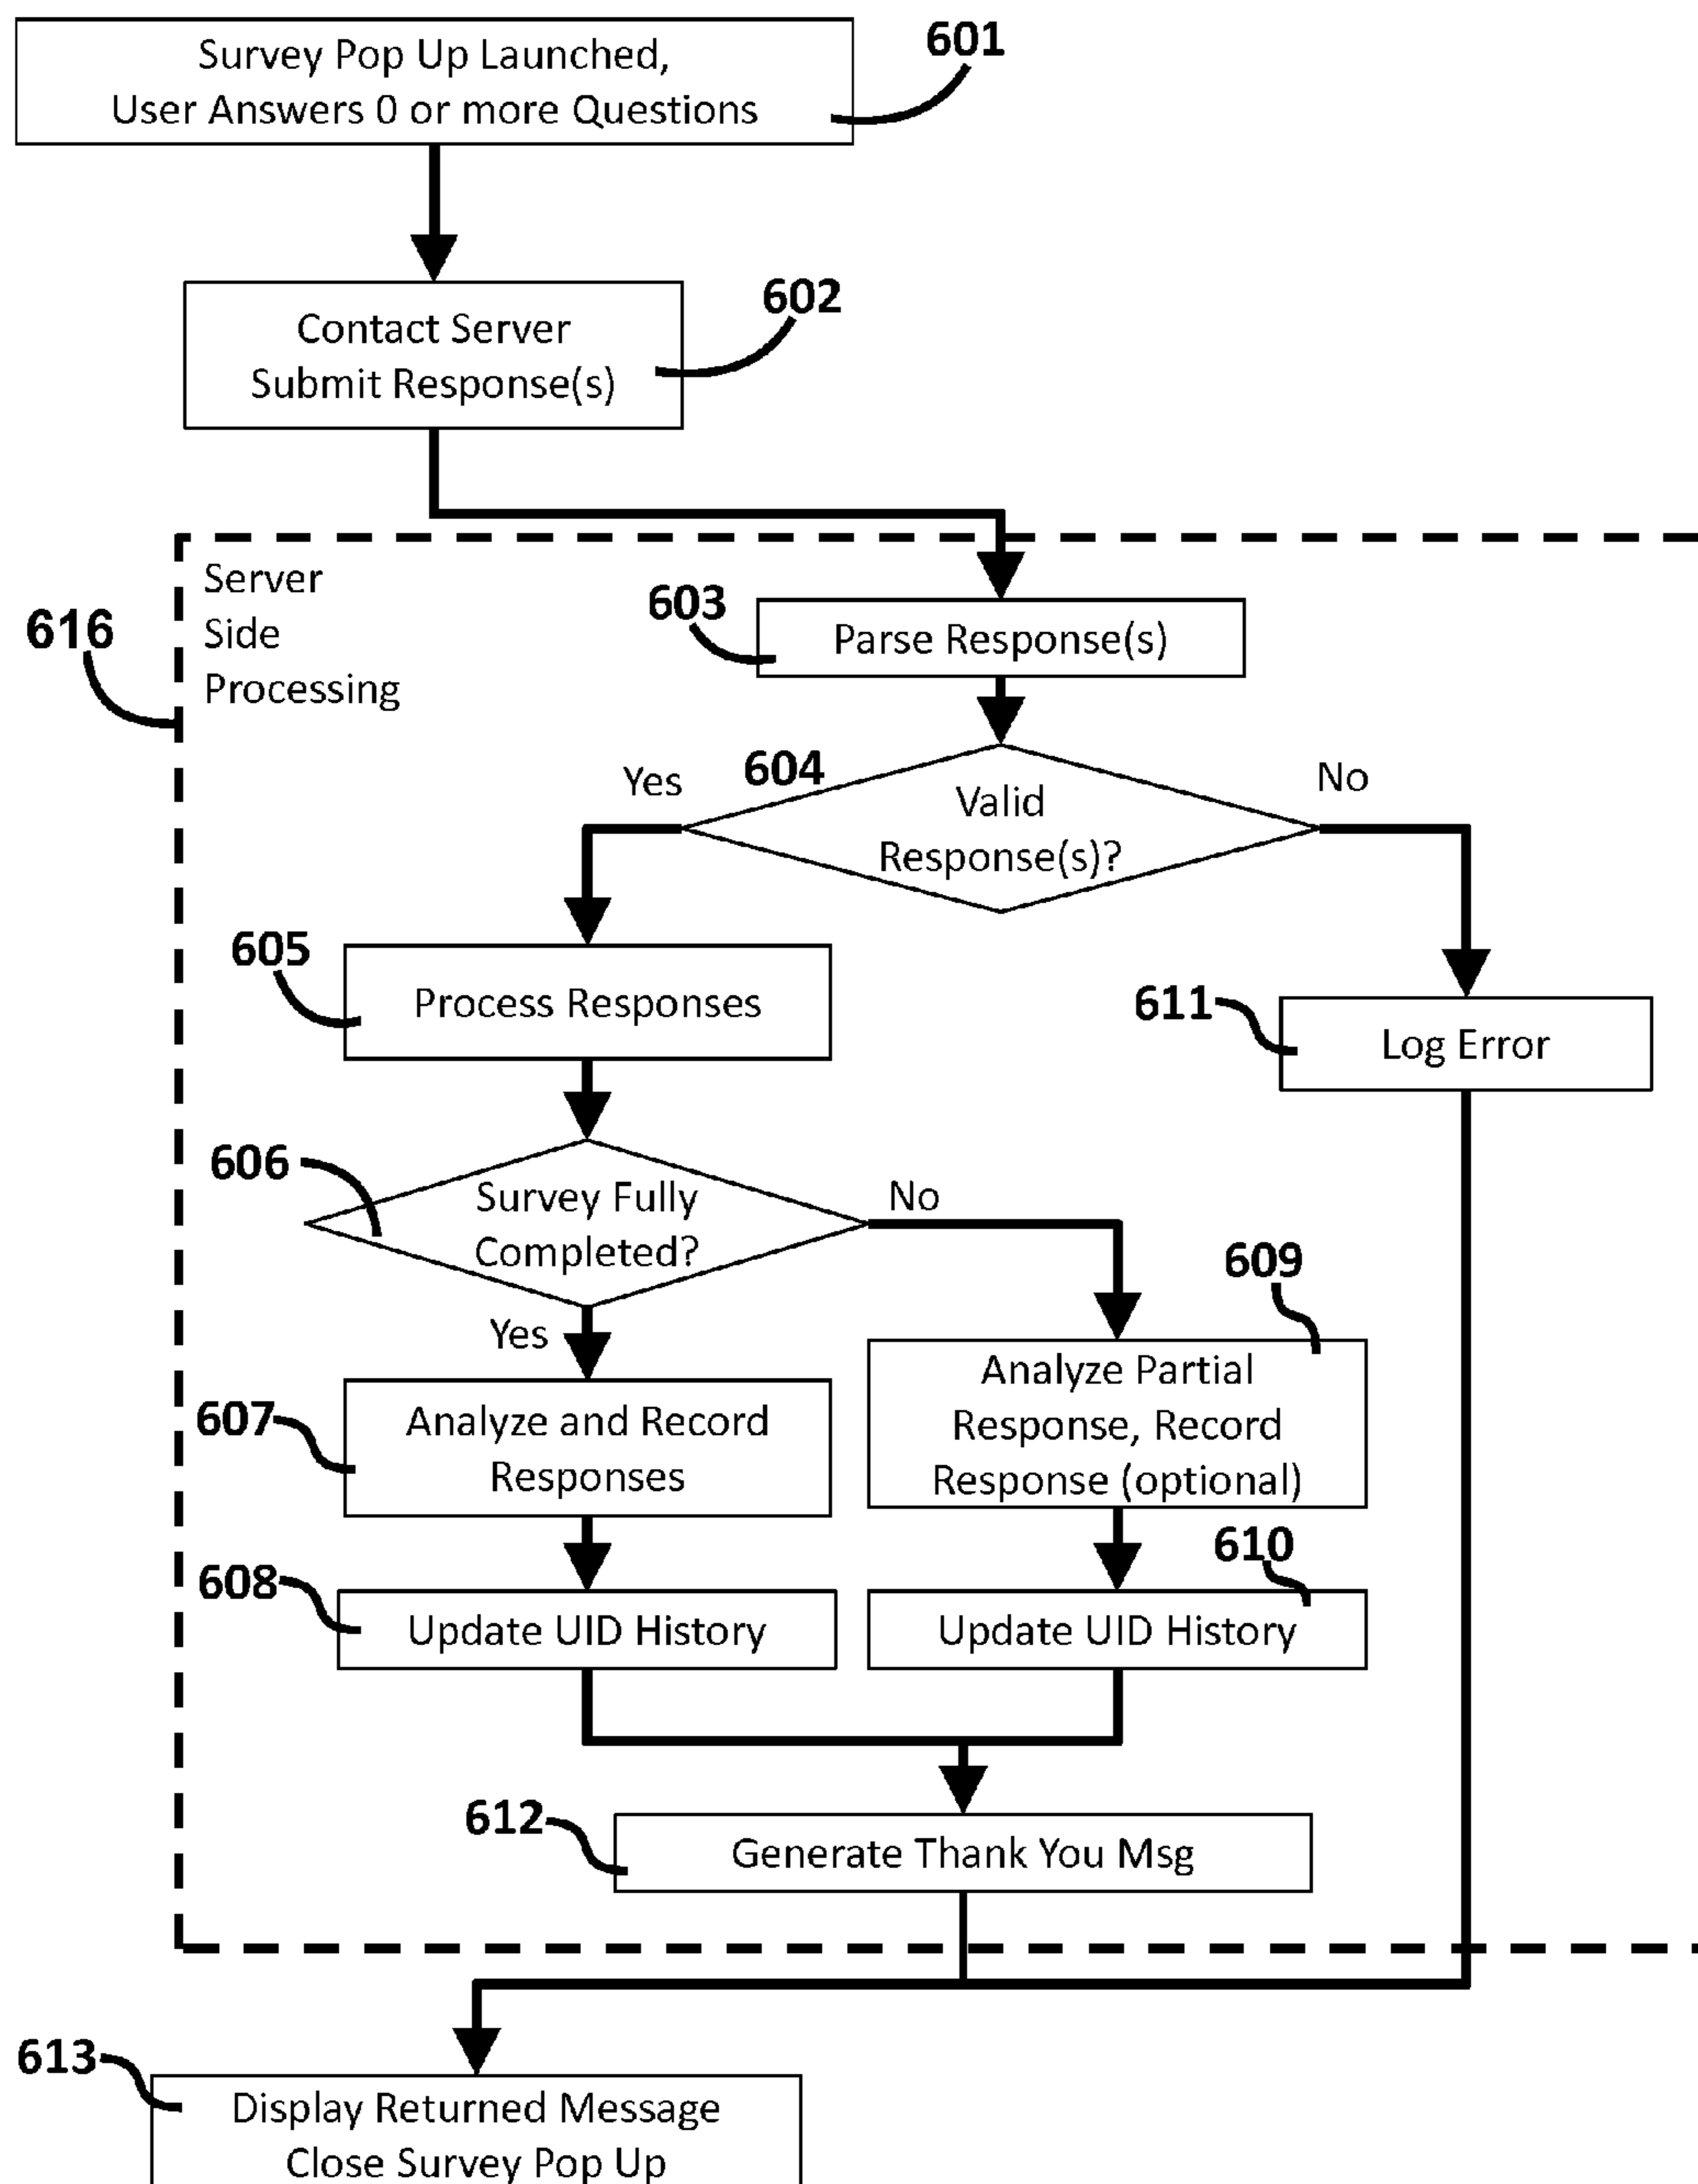 601
Survey Pop Up Launched,
User Answers 0 or more Questions
602
Contact Server
Submit Response(s)
616
Server
Side
Processing
603
Parse Response(s)
604
Yes
No
Valid
Response(s)?
605
Process Responses
611
Log Error
606
Survey Fully
Completed?
No
Yes
609
Analyze Partial
Response, Record
Response (optional)
607
Analyze and Record
Responses
610
608
Update UID History
Update UID History
612
Generate Thank You Msg
613
Display Returned Message
Close Survey Pop Up